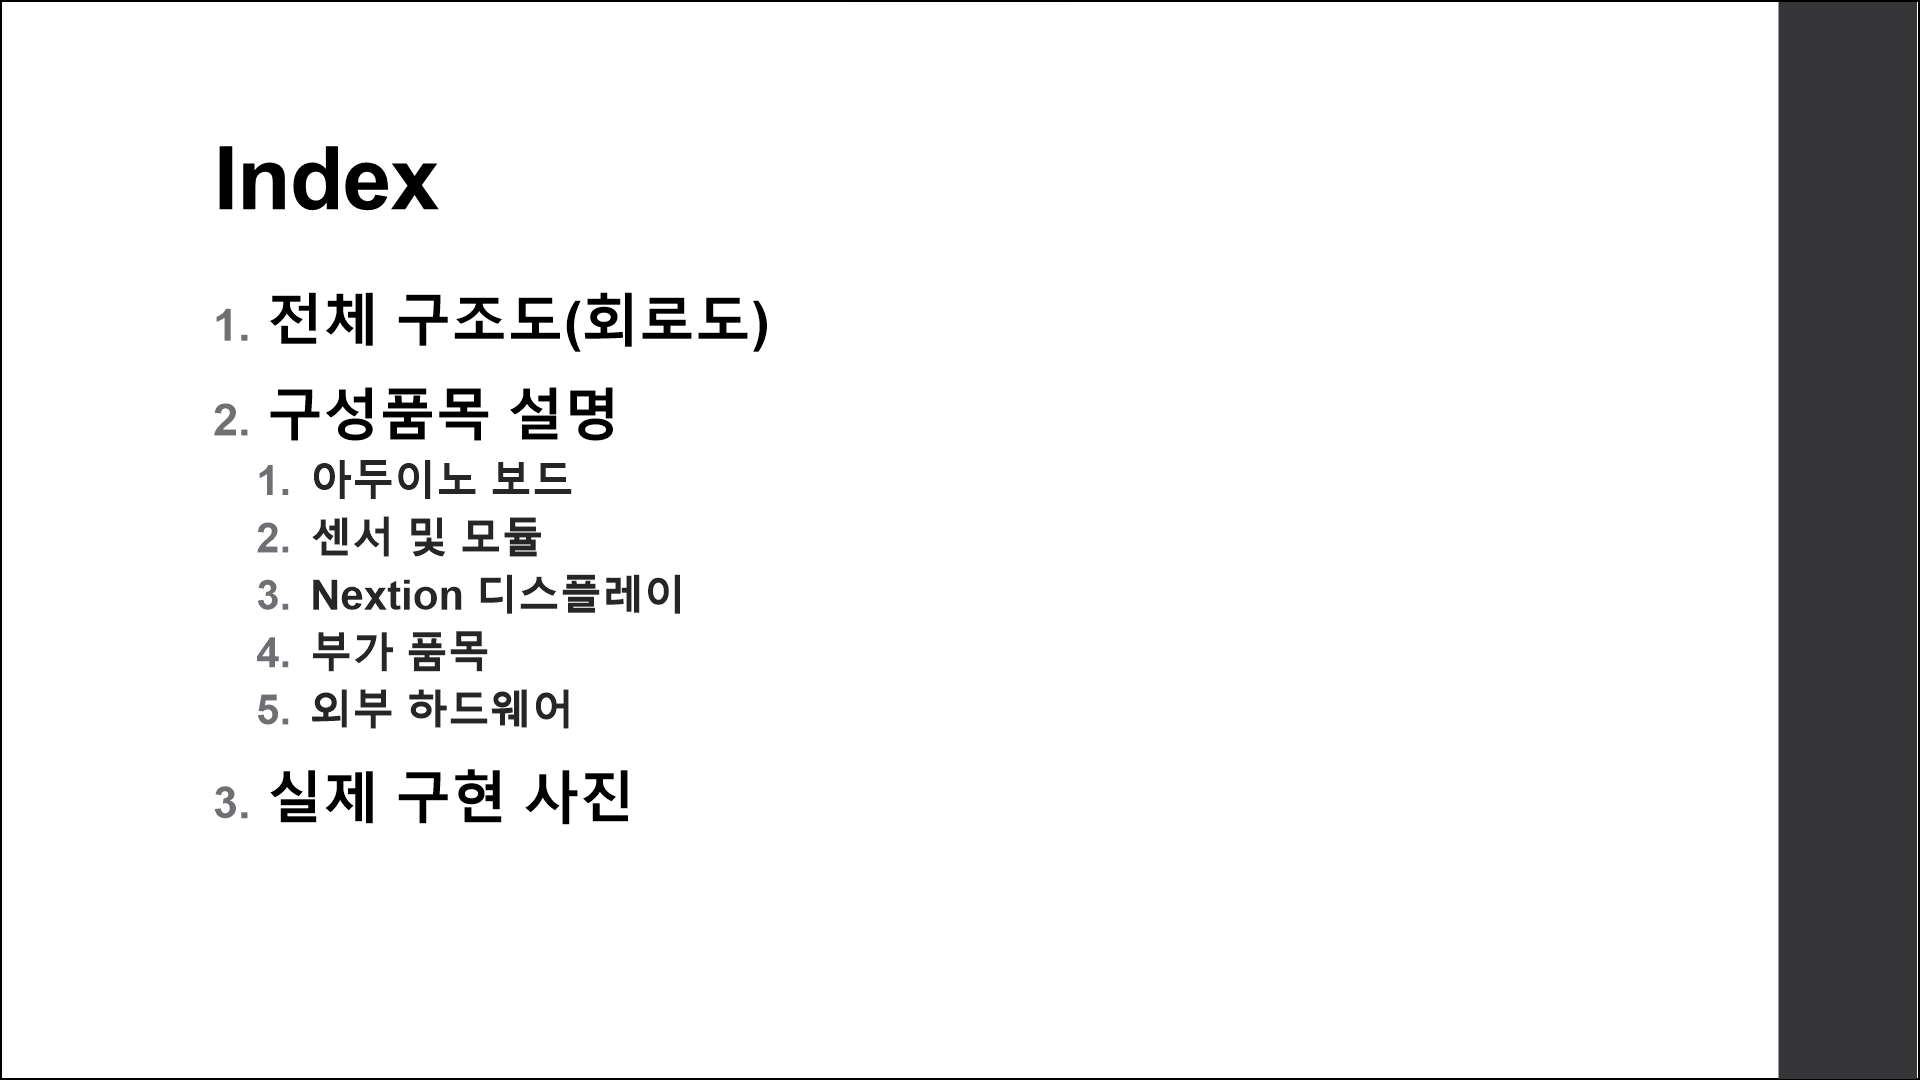 Index
1. 전체 구조도(회로도)
2. 구성품목 설명
1. 아두이노 보드
2. 센서 및 모듈
3. Nextion 디스플레이
4. 부가 품목
5. 외부 하드웨어
3. 실제 구현 사진